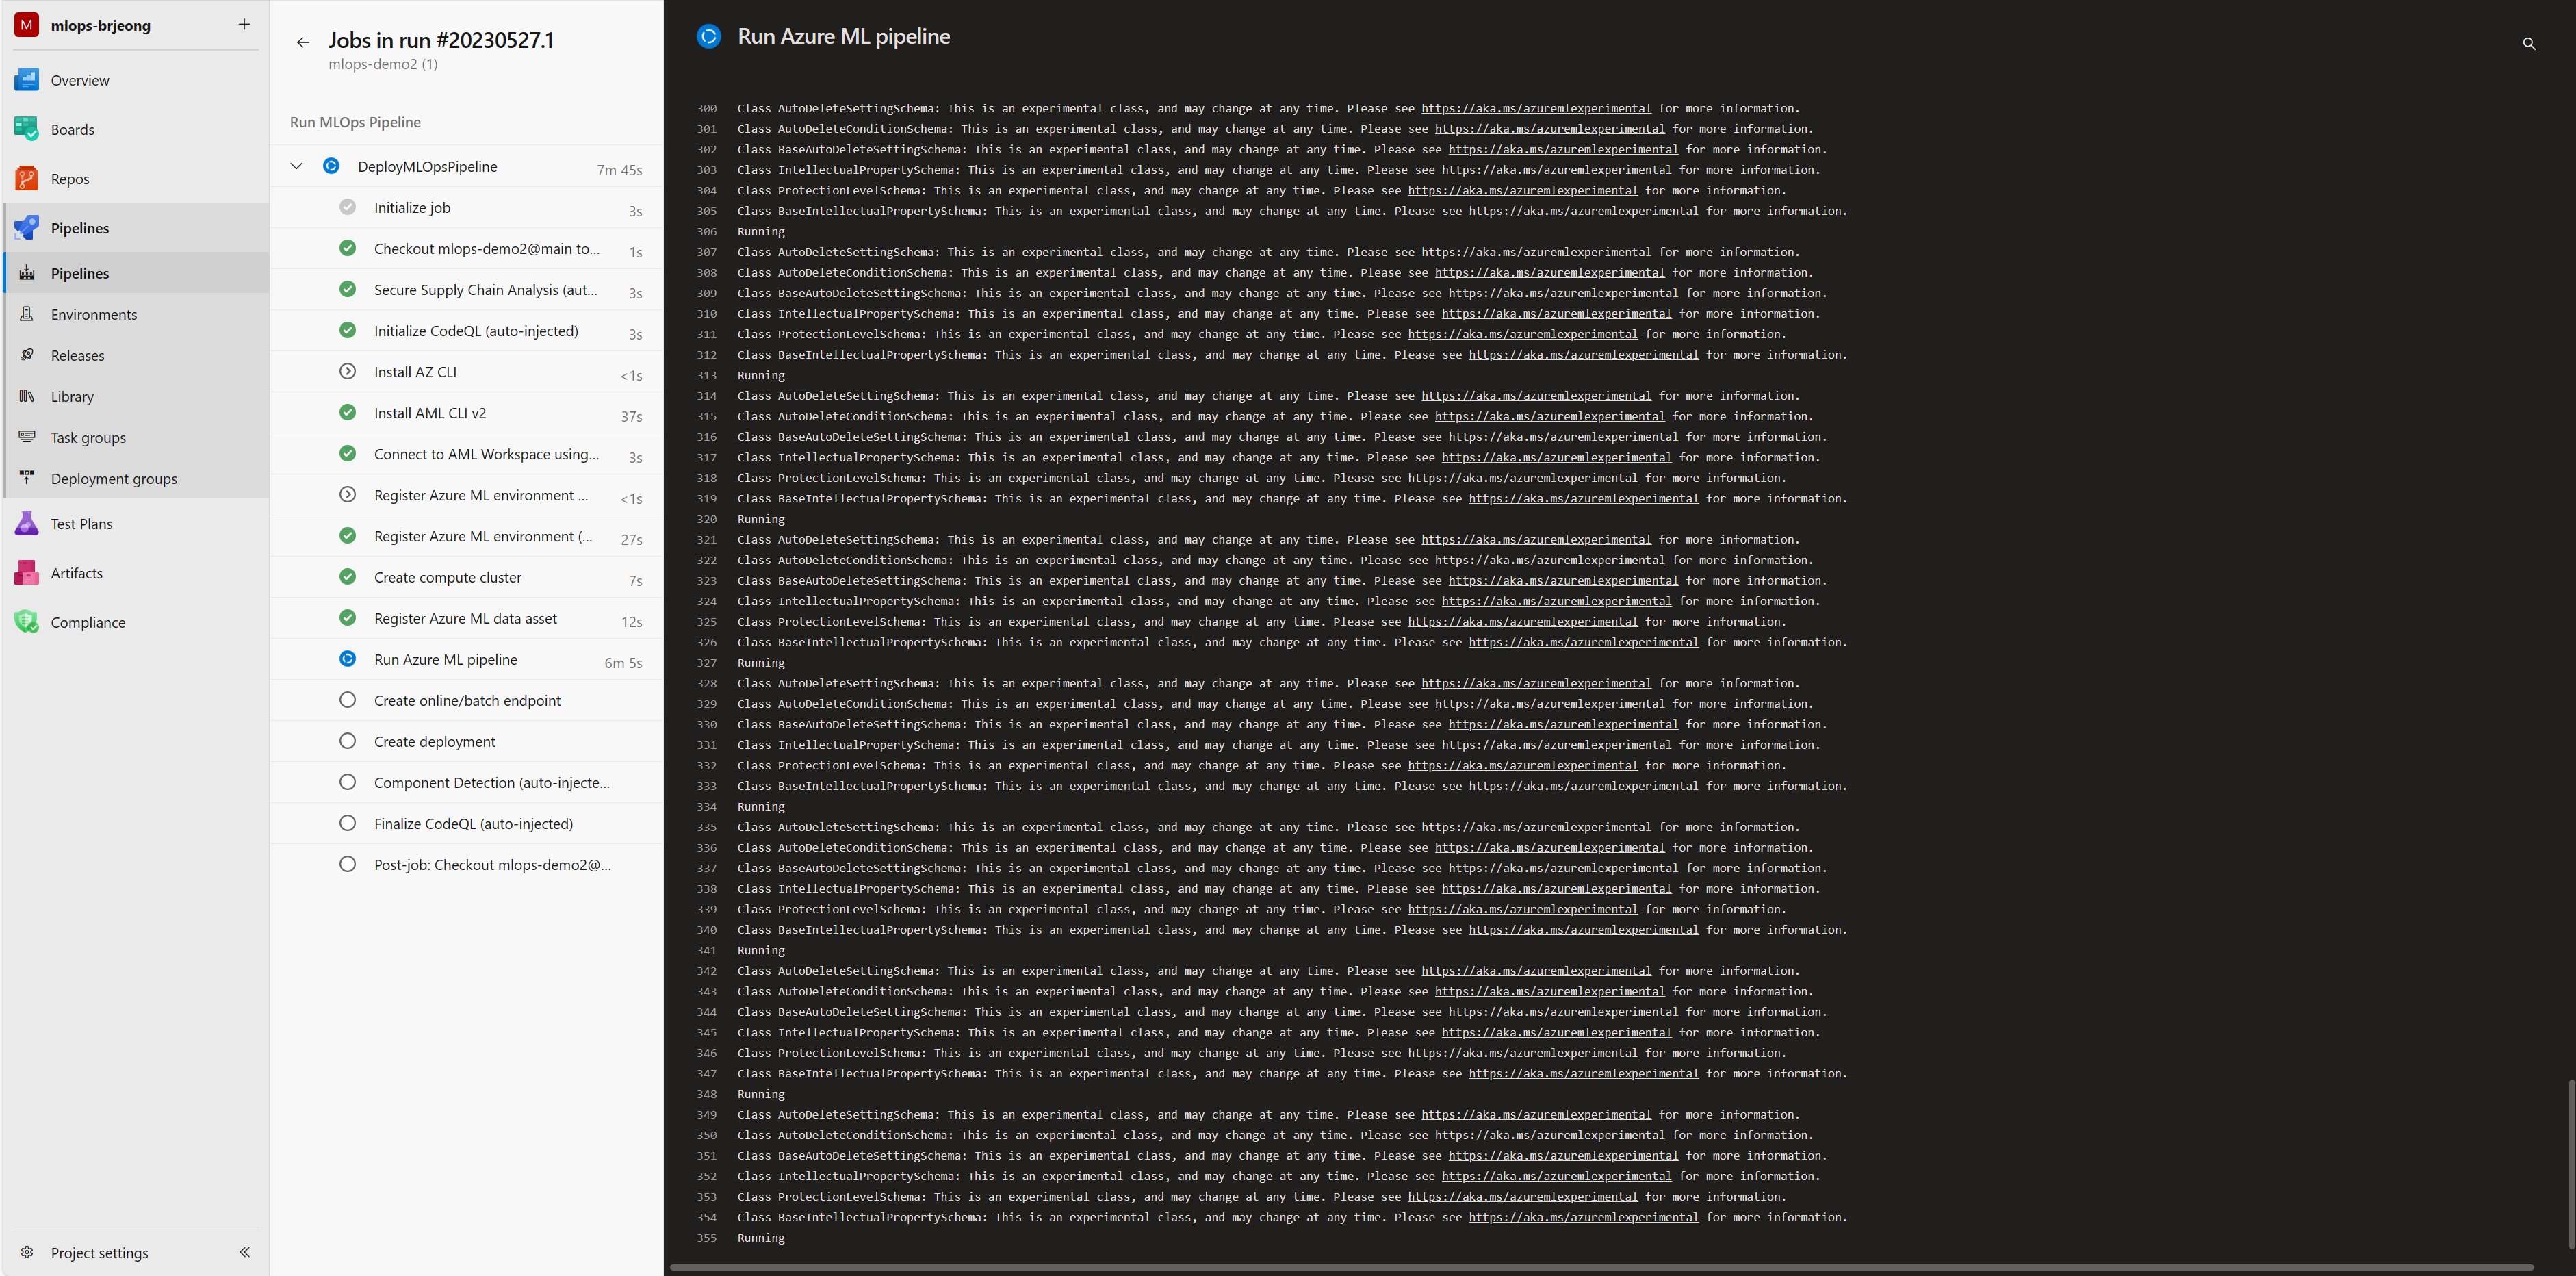 M mlops-brjeong
Overview
Boards
Repos
Pipelines
Pipelines
Environments
Releases
Library
Task groups
Deployment groups
Test Plans
Artifacts
Compliance
Project settings
Jobs in run #20230527.1
mlops-demo2 (1)
Run MLOps Pipeline
DeployMLOpsPipeline 7m 45s
Initialize job 3s
Checkout mlops-demo2@main to... 1s
Secure Supply Chain Analysis (aut... 3s
Initialize CodeQL (auto-injected) 3s
Install AZ CLI <1s
Install AML CLI v2 37s
Connect to AML Workspace using... 3s
Register Azure ML environment ... <1s
Register Azure ML environment (... 27s
Create compute cluster 7s
Register Azure ML data asset 12s
Run Azure ML pipeline 6m 5s
Create online/batch endpoint
Create deployment
Component Detection (auto-injecte...
Finalize CodeQL (auto-injected)
Post-job: Checkout mlops-demo2@...
Run Azure ML pipeline
300 Class AutoDeleteSettingSchema: This is an experimental class, and may change at any time. Please see https://aka.ms/azuremlexperimental for more information.
301 Class AutoDeleteConditionSchema: This is an experimental class, and may change at any time. Please see https://aka.ms/azuremlexperimental for more information.
302 Class BaseAutoDeleteSettingSchema: This is an experimental class, and may change at any time. Please see https://aka.ms/azuremlexperimental for more information.
303 Class IntellectualPropertySchema: This is an experimental class, and may change at any time. Please see https://aka.ms/azuremlexperimental for more information.
304 Class ProtectionLevelSchema: This is an experimental class, and may change at any time. Please see https://aka.ms/azuremlexperimental for more information.
305 Class BaseIntellectualPropertySchema: This is an experimental class, and may change at any time. Please see https://aka.ms/azuremlexperimental for more information.
306 Running
307 Class AutoDeleteSettingSchema: This is an experimental class, and may change at any time. Please see https://aka.ms/azuremlexperimental for more information.
308 Class AutoDeleteConditionSchema: This is an experimental class, and may change at any time. Please see https://aka.ms/azuremlexperimental for more information.
309 Class BaseAutoDeleteSettingSchema: This is an experimental class, and may change at any time. Please see https://aka.ms/azuremlexperimental for more information.
310 Class IntellectualPropertySchema: This is an experimental class, and may change at any time. Please see https://aka.ms/azuremlexperimental for more information.
311 Class ProtectionLevelSchema: This is an experimental class, and may change at any time. Please see https://aka.ms/azuremlexperimental for more information.
312 Class BaseIntellectualPropertySchema: This is an experimental class, and may change at any time. Please see https://aka.ms/azuremlexperimental for more information.
313 Running
314 Class AutoDeleteSettingSchema: This is an experimental class, and may change at any time. Please see https://aka.ms/azuremlexperimental for more information.
315 Class AutoDeleteConditionSchema: This is an experimental class, and may change at any time. Please see https://aka.ms/azuremlexperimental for more information.
316 Class BaseAutoDeleteSettingSchema: This is an experimental class, and may change at any time. Please see https://aka.ms/azuremlexperimental for more information.
317 Class IntellectualPropertySchema: This is an experimental class, and may change at any time. Please see https://aka.ms/azuremlexperimental for more information.
318 Class ProtectionLevelSchema: This is an experimental class, and may change at any time. Please see https://aka.ms/azuremlexperimental for more information.
319 Class BaseIntellectualPropertySchema: This is an experimental class, and may change at any time. Please see https://aka.ms/azuremlexperimental for more information.
320 Running
321 Class AutoDeleteSettingSchema: This is an experimental class, and may change at any time. Please see https://aka.ms/azuremlexperimental for more information.
322 Class AutoDeleteConditionSchema: This is an experimental class, and may change at any time. Please see https://aka.ms/azuremlexperimental for more information.
323 Class BaseAutoDeleteSettingSchema: This is an experimental class, and may change at any time. Please see https://aka.ms/azuremlexperimental for more information.
324 Class IntellectualPropertySchema: This is an experimental class, and may change at any time. Please see https://aka.ms/azuremlexperimental for more information.
325 Class ProtectionLevelSchema: This is an experimental class, and may change at any time. Please see https://aka.ms/azuremlexperimental for more information.
326 Class BaseIntellectualPropertySchema: This is an experimental class, and may change at any time. Please see https://aka.ms/azuremlexperimental for more information.
327 Running
328 Class AutoDeleteSettingSchema: This is an experimental class, and may change at any time. Please see https://aka.ms/azuremlexperimental for more information.
329 Class AutoDeleteConditionSchema: This is an experimental class, and may change at any time. Please see https://aka.ms/azuremlexperimental for more information.
330 Class BaseAutoDeleteSettingSchema: This is an experimental class, and may change at any time. Please see https://aka.ms/azuremlexperimental for more information.
331 Class IntellectualPropertySchema: This is an experimental class, and may change at any time. Please see https://aka.ms/azuremlexperimental for more information.
332 Class ProtectionLevelSchema: This is an experimental class, and may change at any time. Please see https://aka.ms/azuremlexperimental for more information.
333 Class BaseIntellectualPropertySchema: This is an experimental class, and may change at any time. Please see https://aka.ms/azuremlexperimental for more information.
334 Running
335 Class AutoDeleteSettingSchema: This is an experimental class, and may change at any time. Please see https://aka.ms/azuremlexperimental for more information.
336 Class AutoDeleteConditionSchema: This is an experimental class, and may change at any time. Please see https://aka.ms/azuremlexperimental for more information.
337 Class BaseAutoDeleteSettingSchema: This is an experimental class, and may change at any time. Please see https://aka.ms/azuremlexperimental for more information.
338 Class IntellectualPropertySchema: This is an experimental class, and may change at any time. Please see https://aka.ms/azuremlexperimental for more information.
339 Class ProtectionLevelSchema: This is an experimental class, and may change at any time. Please see https://aka.ms/azuremlexperimental for more information.
340 Class BaseIntellectualPropertySchema: This is an experimental class, and may change at any time. Please see https://aka.ms/azuremlexperimental for more information.
341 Running
342 Class AutoDeleteSettingSchema: This is an experimental class, and may change at any time. Please see https://aka.ms/azuremlexperimental for more information.
343 Class AutoDeleteConditionSchema: This is an experimental class, and may change at any time. Please see https://aka.ms/azuremlexperimental for more information.
344 Class BaseAutoDeleteSettingSchema: This is an experimental class, and may change at any time. Please see https://aka.ms/azuremlexperimental for more information.
345 Class IntellectualPropertySchema: This is an experimental class, and may change at any time. Please see https://aka.ms/azuremlexperimental for more information.
346 Class ProtectionLevelSchema: This is an experimental class, and may change at any time. Please see https://aka.ms/azuremlexperimental for more information.
347 Class BaseIntellectualPropertySchema: This is an experimental class, and may change at any time. Please see https://aka.ms/azuremlexperimental for more information.
348 Running
349 Class AutoDeleteSettingSchema: This is an experimental class, and may change at any time. Please see https://aka.ms/azuremlexperimental for more information.
350 Class AutoDeleteConditionSchema: This is an experimental class, and may change at any time. Please see https://aka.ms/azuremlexperimental for more information.
351 Class BaseAutoDeleteSettingSchema: This is an experimental class, and may change at any time. Please see https://aka.ms/azuremlexperimental for more information.
352 Class IntellectualPropertySchema: This is an experimental class, and may change at any time. Please see https://aka.ms/azuremlexperimental for more information.
353 Class ProtectionLevelSchema: This is an experimental class, and may change at any time. Please see https://aka.ms/azuremlexperimental for more information.
354 Class BaseIntellectualPropertySchema: This is an experimental class, and may change at any time. Please see https://aka.ms/azuremlexperimental for more information.
355 Running